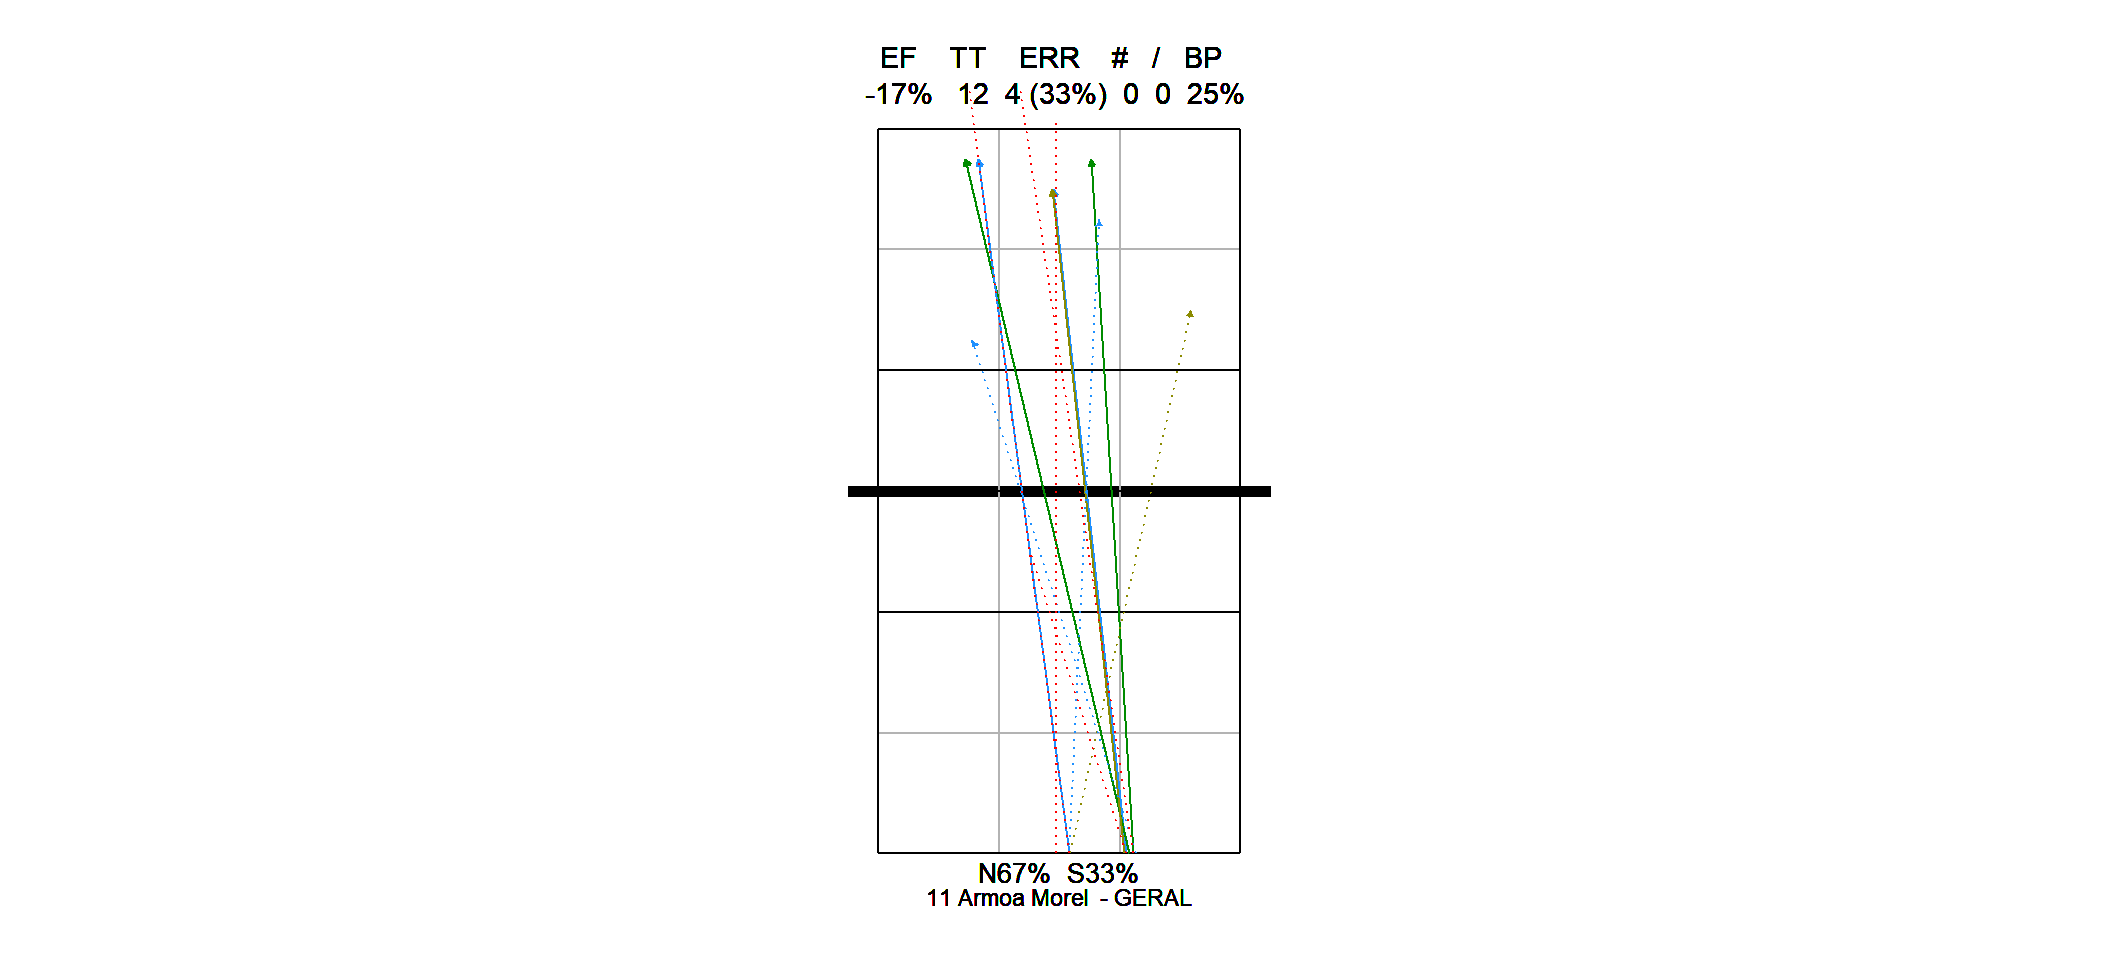 EF TT ERR # / BP
-17% 12 4 (33%) 0 0 25%
N67% S33%
11 Armoa Morel - GERAL